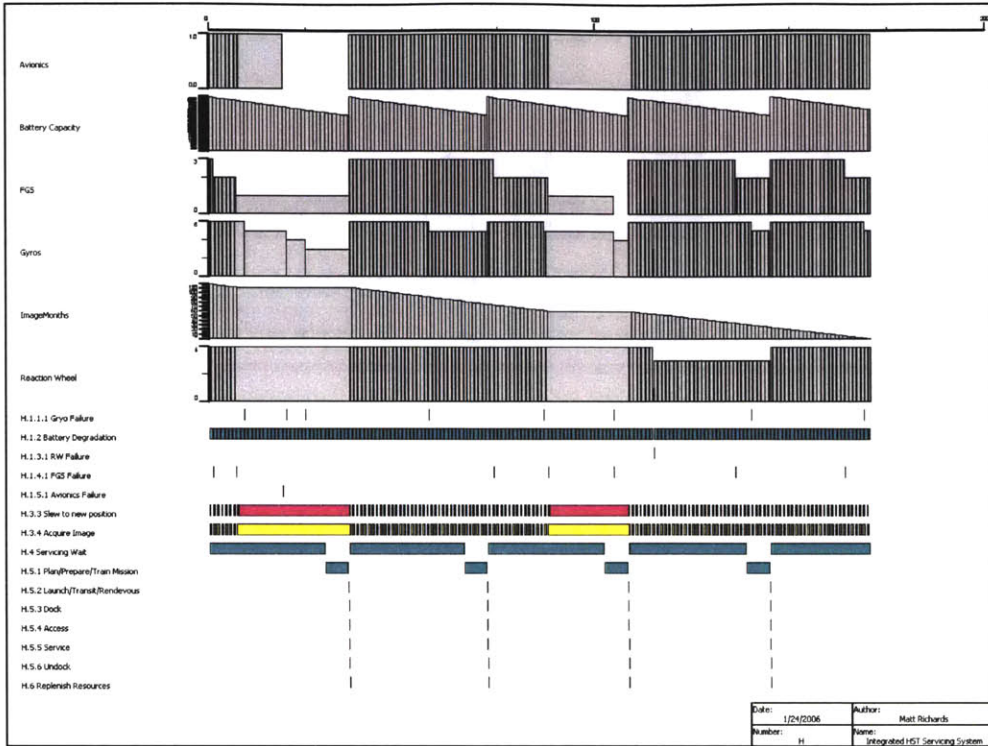 0 100 200
1.0
Avionics
0.0
Battery Capacity
3
FGS
0
6
Gyros
0
ImageMonths
Reaction Wheel
0
H.1.1.1 Gryo Failure
H.1.2 Battery Degradation
H.1.3.1 RW Failure
H.1.4.1 FGS Failure
H.1.5.1 Avionics Failure
H.3.3 Slew to new position
H.3.4 Acquire Image
H.4 Servicing Wait
H.5.1 Plan/Prepare/Train Mission
H.5.2 Launch/Transit/Rendevous
H.5.3 Dock
H.5.4 Access
H.5.5 Service
H.5.6 Undock
H.6 Replenish Resources
Date: Author:
1/24/2006 Matt Richards
Number: Name:
H Integrated HST Servicing System